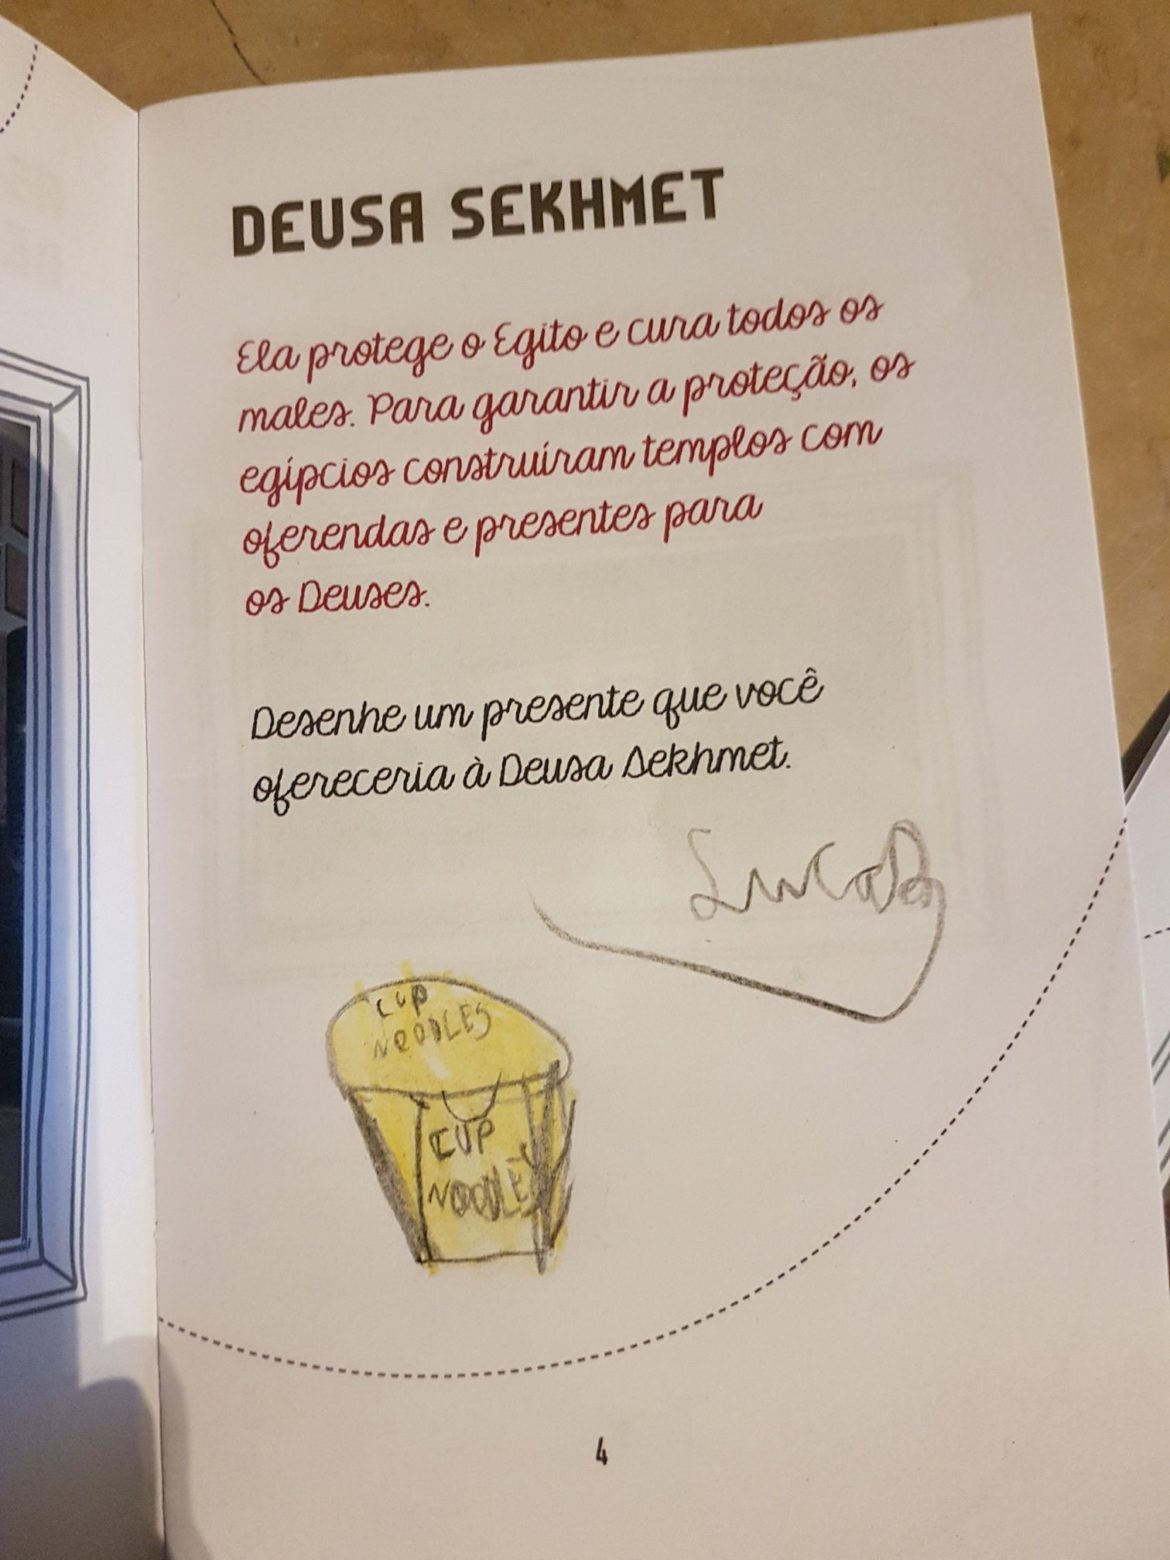 DEUSA SEKHMET
Ela protege o Egito e cura todos os
males. Para garantir a proteção, os
egípcios construíram templos com
oferendas e presentes para
os Deuses.
Desenhe um presente que você
ofereceria à Deusa Sekhmet.
Lucas
CUP
NOODLES
CUP
NOODLES
4